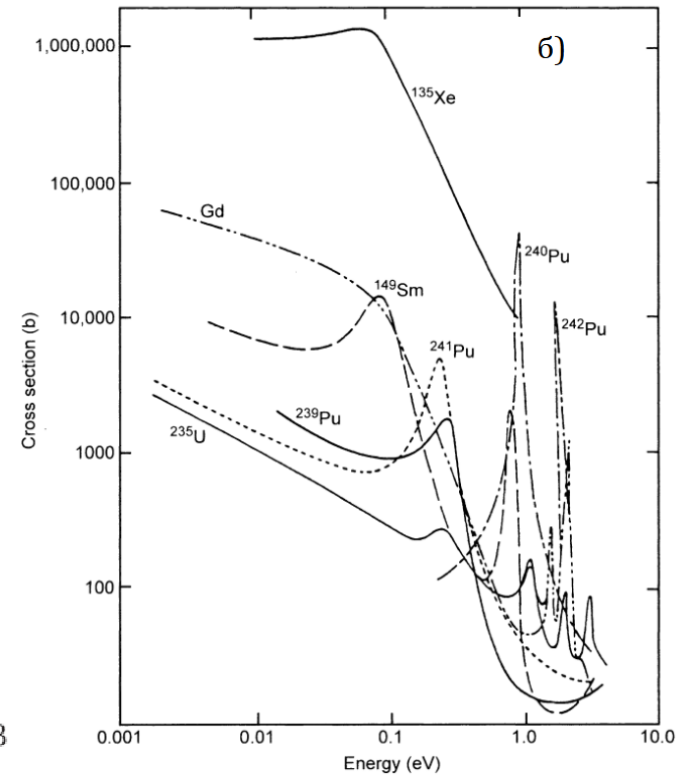 б)
1,000,000
100,000
10,000
1000
100
Cross section (b)
¹³⁵Xe
Gd
¹⁴⁹Sm
²⁴⁰Pu
²⁴²Pu
²⁴¹Pu
²³⁹Pu
²³⁵U
0.001
0.01
0.1
1.0
10.0
Energy (eV)